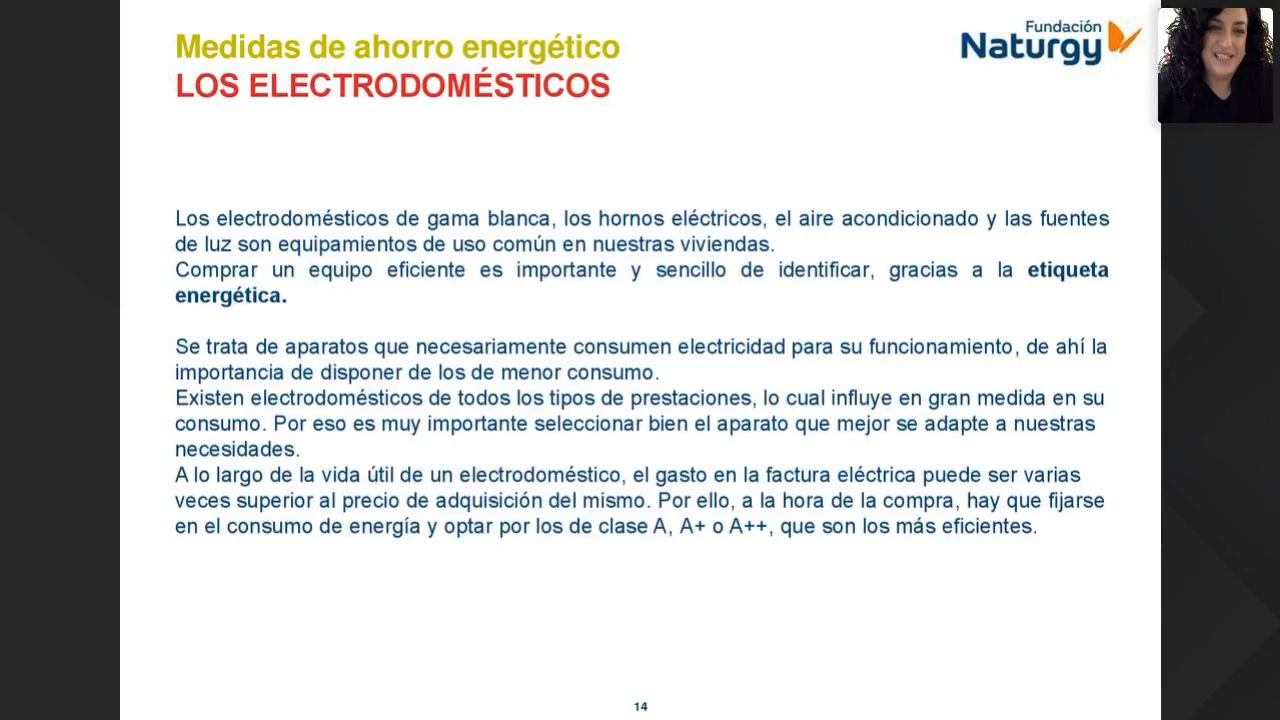 Medidas de ahorro energético
LOS ELECTRODOMÉSTICOS
Fundación
Naturgy
Los electrodomésticos de gama blanca, los hornos eléctricos, el aire acondicionado y las fuentes
de luz son equipamientos de uso común en nuestras viviendas.
Comprar un equipo eficiente es importante y sencillo de identificar, gracias a la etiqueta
energética.
Se trata de aparatos que necesariamente consumen electricidad para su funcionamiento, de ahí la
importancia de disponer de los de menor consumo.
Existen electrodomésticos de todos los tipos de prestaciones, lo cual influye en gran medida en su
consumo. Por eso es muy importante seleccionar bien el aparato que mejor se adapte a nuestras
necesidades.
A lo largo de la vida útil de un electrodoméstico, el gasto en la factura eléctrica puede ser varias
veces superior al precio de adquisición del mismo. Por ello, a la hora de la compra, hay que fijarse
en el consumo de energía y optar por los de clase A, A+ o A++, que son los más eficientes.
14